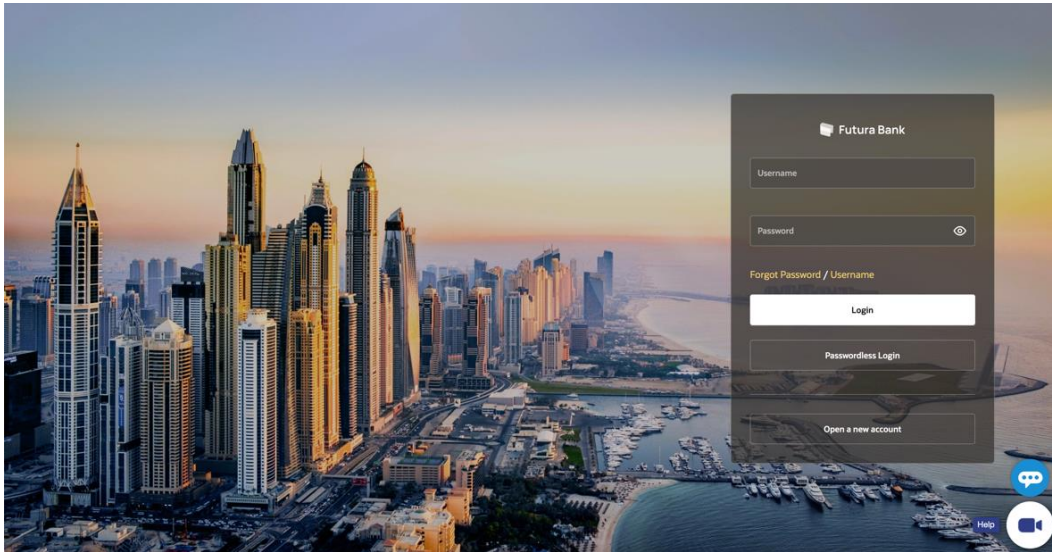 Futura Bank
Username
Password
Forgot Password / Username
Login
Passwordless Login
Open a new account
Help